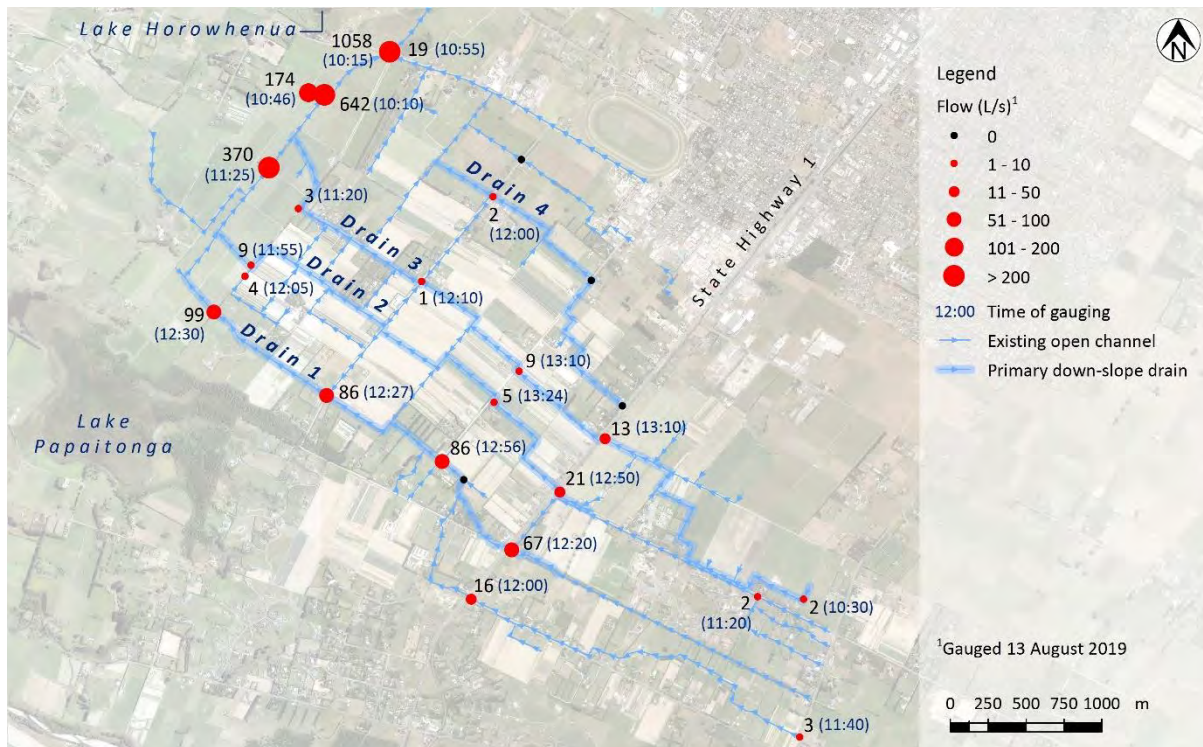 Lake Horowhenua
1058
(10:15)
19 (10:55)
174
(10:46)
642 (10:10)
370
(11:25)
3 (11:20)
Drain 4
2
(12:00)
State Highway 1
Drain 3
9 (11:55)
4 (12:05)
Drain 2
1 (12:10)
99
(12:30)
Drain 1
9 (13:10)
5 (13:24)
86 (12:27)
13 (13:10)
Lake
Papaitonga
86 (12:56)
21 (12:50)
67 (12:20)
16 (12:00)
2
(11:20)
2 (10:30)
3 (11:40)
N
Legend
Flow (L/s)¹
0
1 - 10
11 - 50
51 - 100
101 - 200
> 200
12:00 Time of gauging
Existing open channel
Primary down-slope drain
¹Gauged 13 August 2019
0 250 500 1000 m